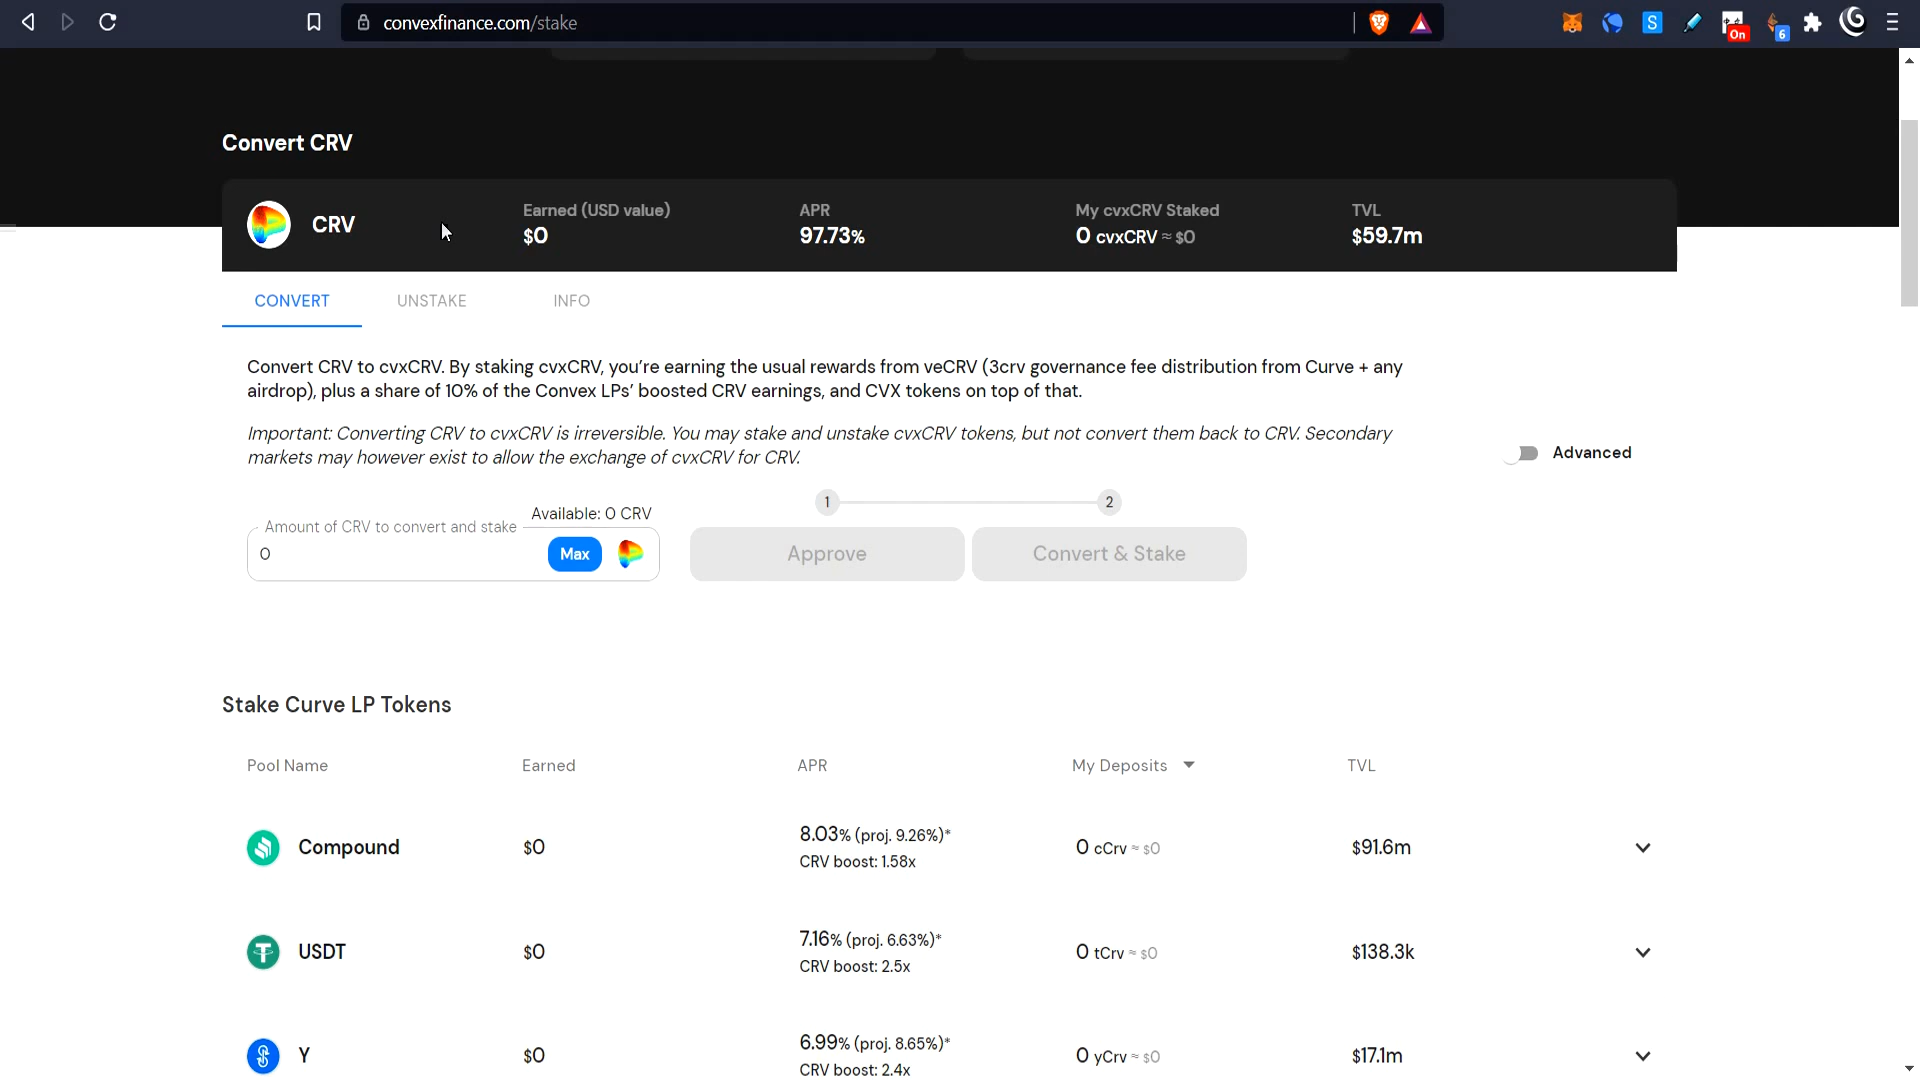 convexfinance.com/stake
S
On
6
Convert CRV
CRV
Earned (USD value)
$0
APR
97.73%
My cvxCRV Staked
0 cvxCRV ≈ $0
TVL
$59.7m
CONVERT
UNSTAKE
INFO
Convert CRV to cvxCRV. By staking cvxCRV, you’re earning the usual rewards from veCRV (3crv governance fee distribution from Curve + any
airdrop), plus a share of 10% of the Convex LPs’ boosted CRV earnings, and CVX tokens on top of that.
Important: Converting CRV to cvxCRV is irreversible. You may stake and unstake cvxCRV tokens, but not convert them back to CRV. Secondary
markets may however exist to allow the exchange of cvxCRV for CRV.
Advanced
Available: 0 CRV
Amount of CRV to convert and stake
0
Max
1
2
Approve
Convert & Stake
Stake Curve LP Tokens
Pool Name
Earned
APR
My Deposits
TVL
Compound
$0
8.03% (proj. 9.26%)*
CRV boost: 1.58x
0 cCrv ≈ $0
$91.6m
USDT
$0
7.16% (proj. 6.63%)*
CRV boost: 2.5x
0 tCrv ≈ $0
$138.3k
Y
$0
6.99% (proj. 8.65%)*
CRV boost: 2.4x
0 yCrv ≈ $0
$17.1m